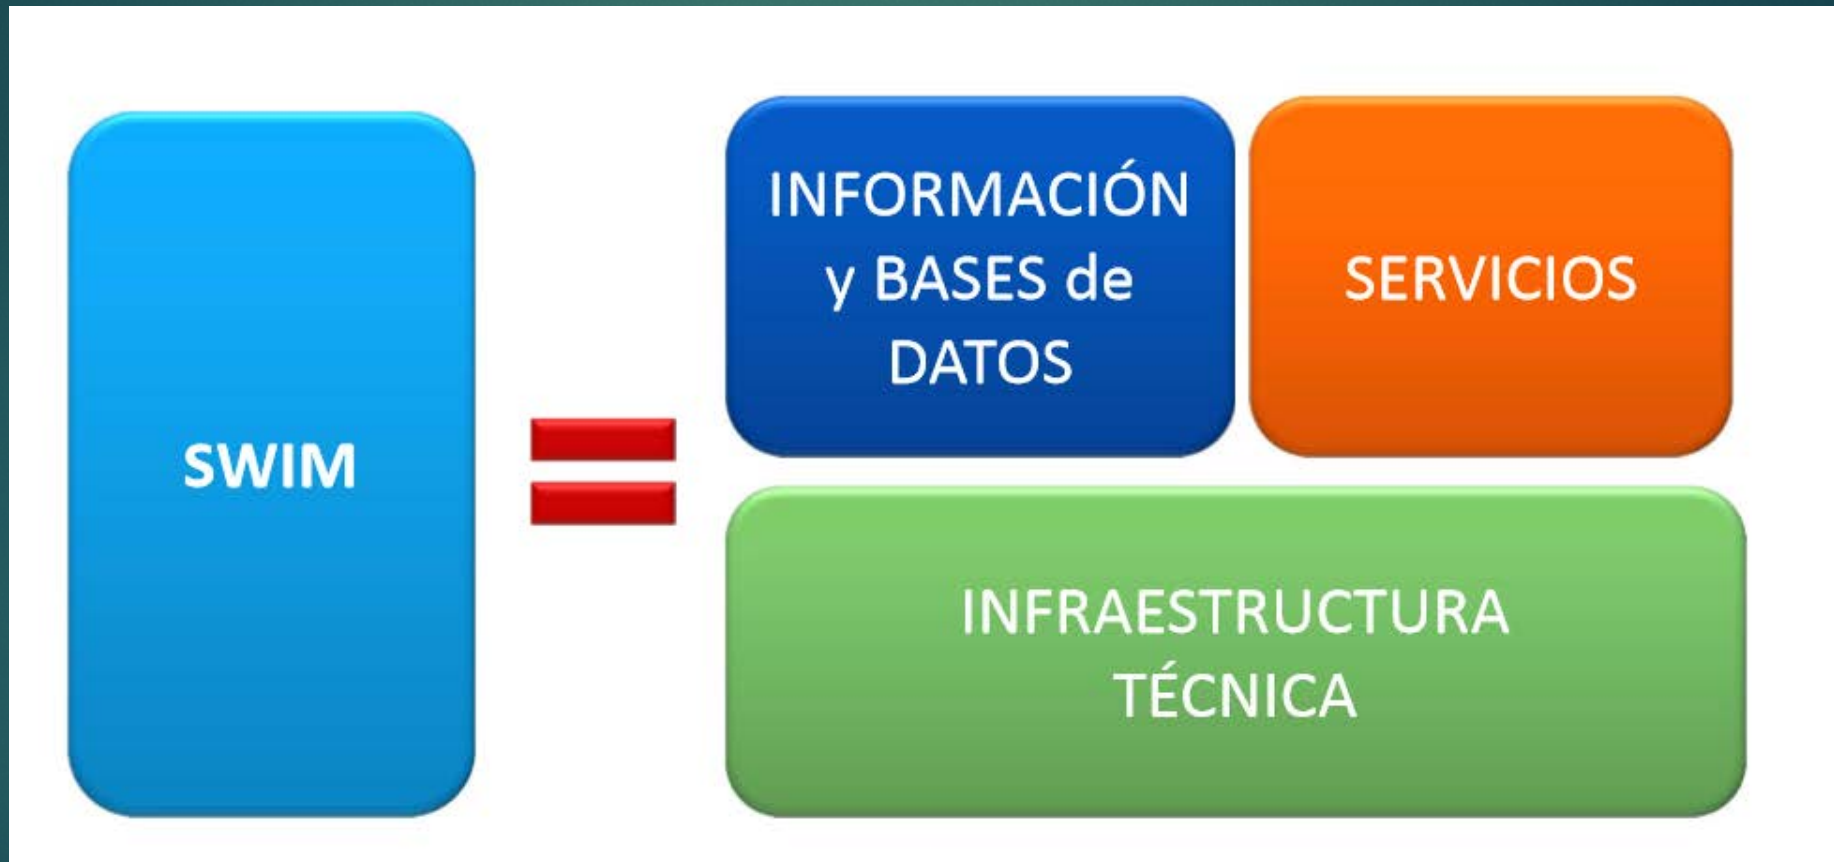 SWIM
INFORMACIÓN
y BASES de
DATOS
SERVICIOS
INFRAESTRUCTURA
TÉCNICA